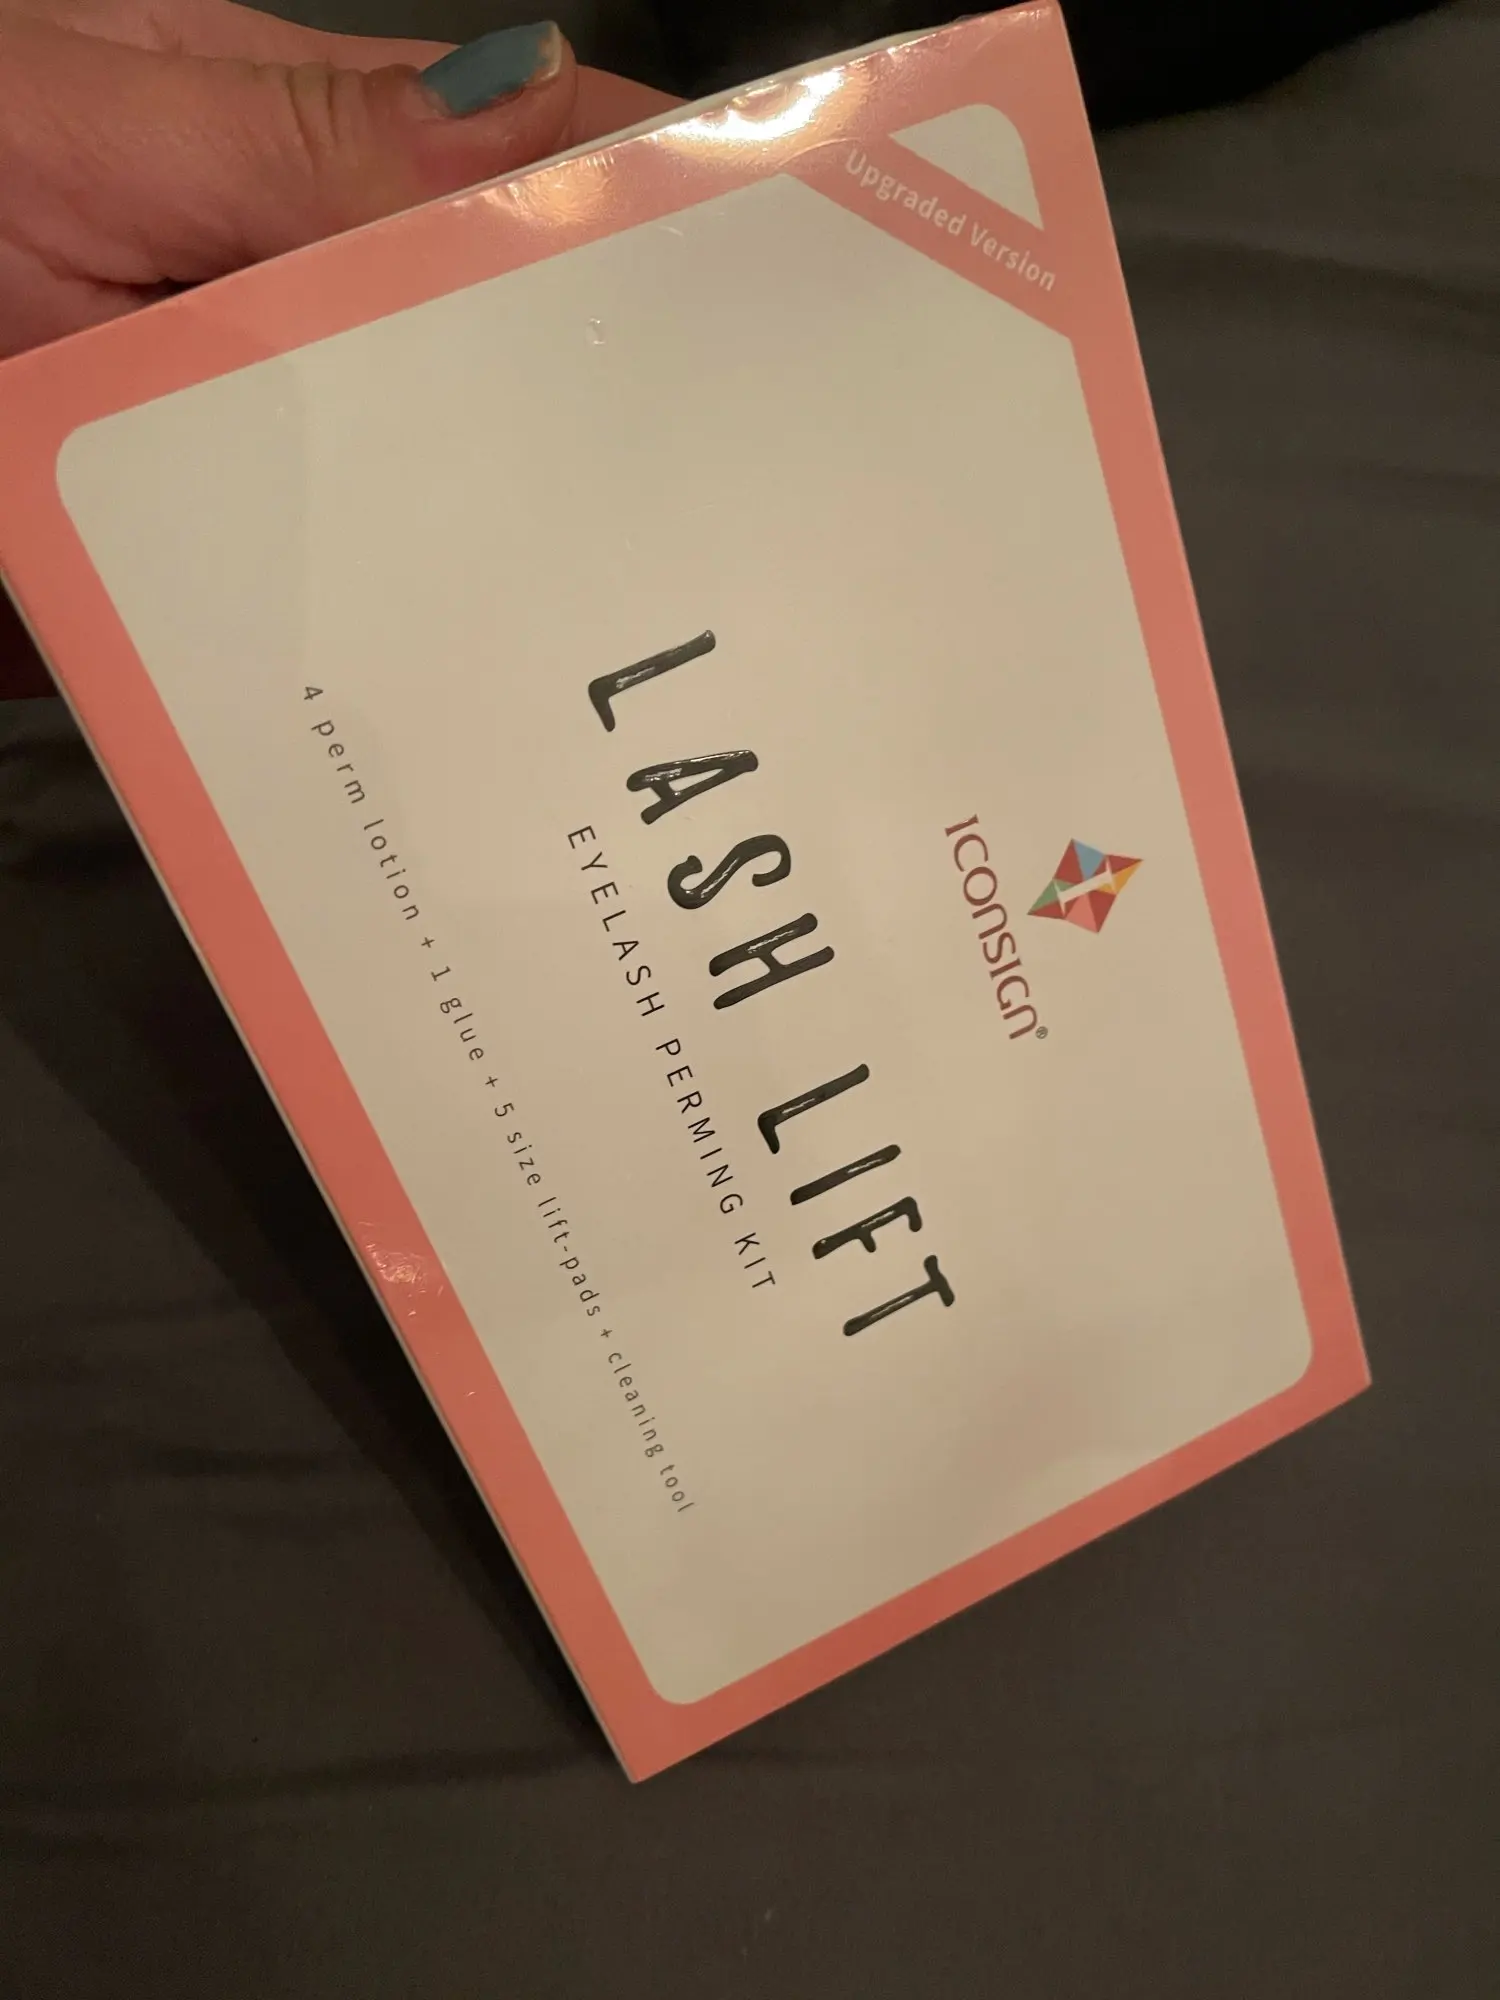 Upgraded Version
ICONSIGN®
LASH LIFT
EYELASH PERMING KIT
4 perm lotion + 1 glue + 5 size lift-pads + cleaning tool